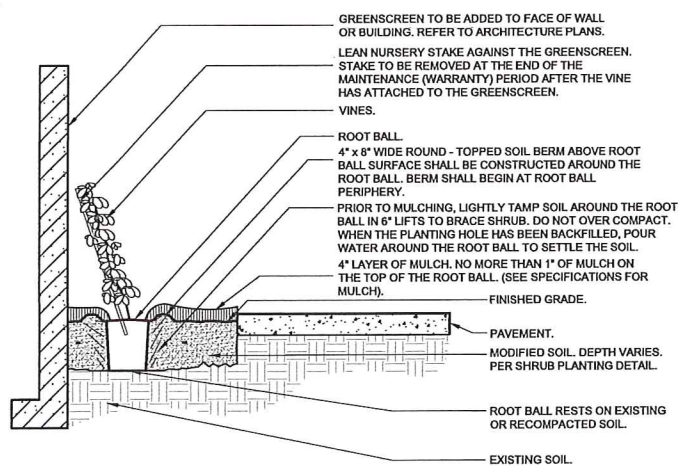 GREENSCREEN TO BE ADDED TO FACE OF WALL
OR BUILDING. REFER TO ARCHITECTURE PLANS.
LEAN NURSERY STAKE AGAINST THE GREENSCREEN.
STAKE TO BE REMOVED AT THE END OF THE
MAINTENANCE (WARRANTY) PERIOD AFTER THE VINE
HAS ATTACHED TO THE GREENSCREEN.
VINES.
ROOT BALL.
4" x 8" WIDE ROUND - TOPPED SOIL BERM ABOVE ROOT
BALL SURFACE SHALL BE CONSTRUCTED AROUND THE
ROOT BALL. BERM SHALL BEGIN AT ROOT BALL
PERIPHERY.
PRIOR TO MULCHING, LIGHTLY TAMP SOIL AROUND THE ROOT
BALL IN 6" LIFTS TO BRACE SHRUB. DO NOT OVER COMPACT.
WHEN THE PLANTING HOLE HAS BEEN BACKFILLED, POUR
WATER AROUND THE ROOT BALL TO SETTLE THE SOIL.
4" LAYER OF MULCH. NO MORE THAN 1" OF MULCH ON
THE TOP OF THE ROOT BALL. (SEE SPECIFICATIONS FOR
MULCH).
FINISHED GRADE.
PAVEMENT.
MODIFIED SOIL. DEPTH VARIES.
PER SHRUB PLANTING DETAIL.
ROOT BALL RESTS ON EXISTING
OR RECOMPACTED SOIL.
EXISTING SOIL.